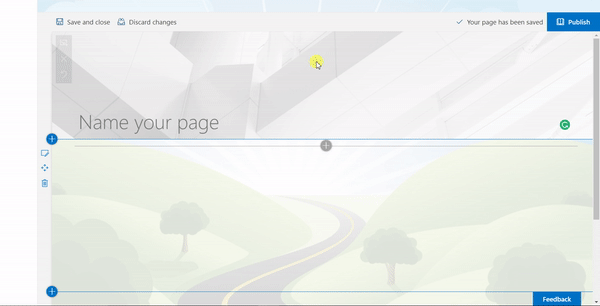 Save and close
Discard changes
Your page has been saved
Publish
Name your page
Feedback